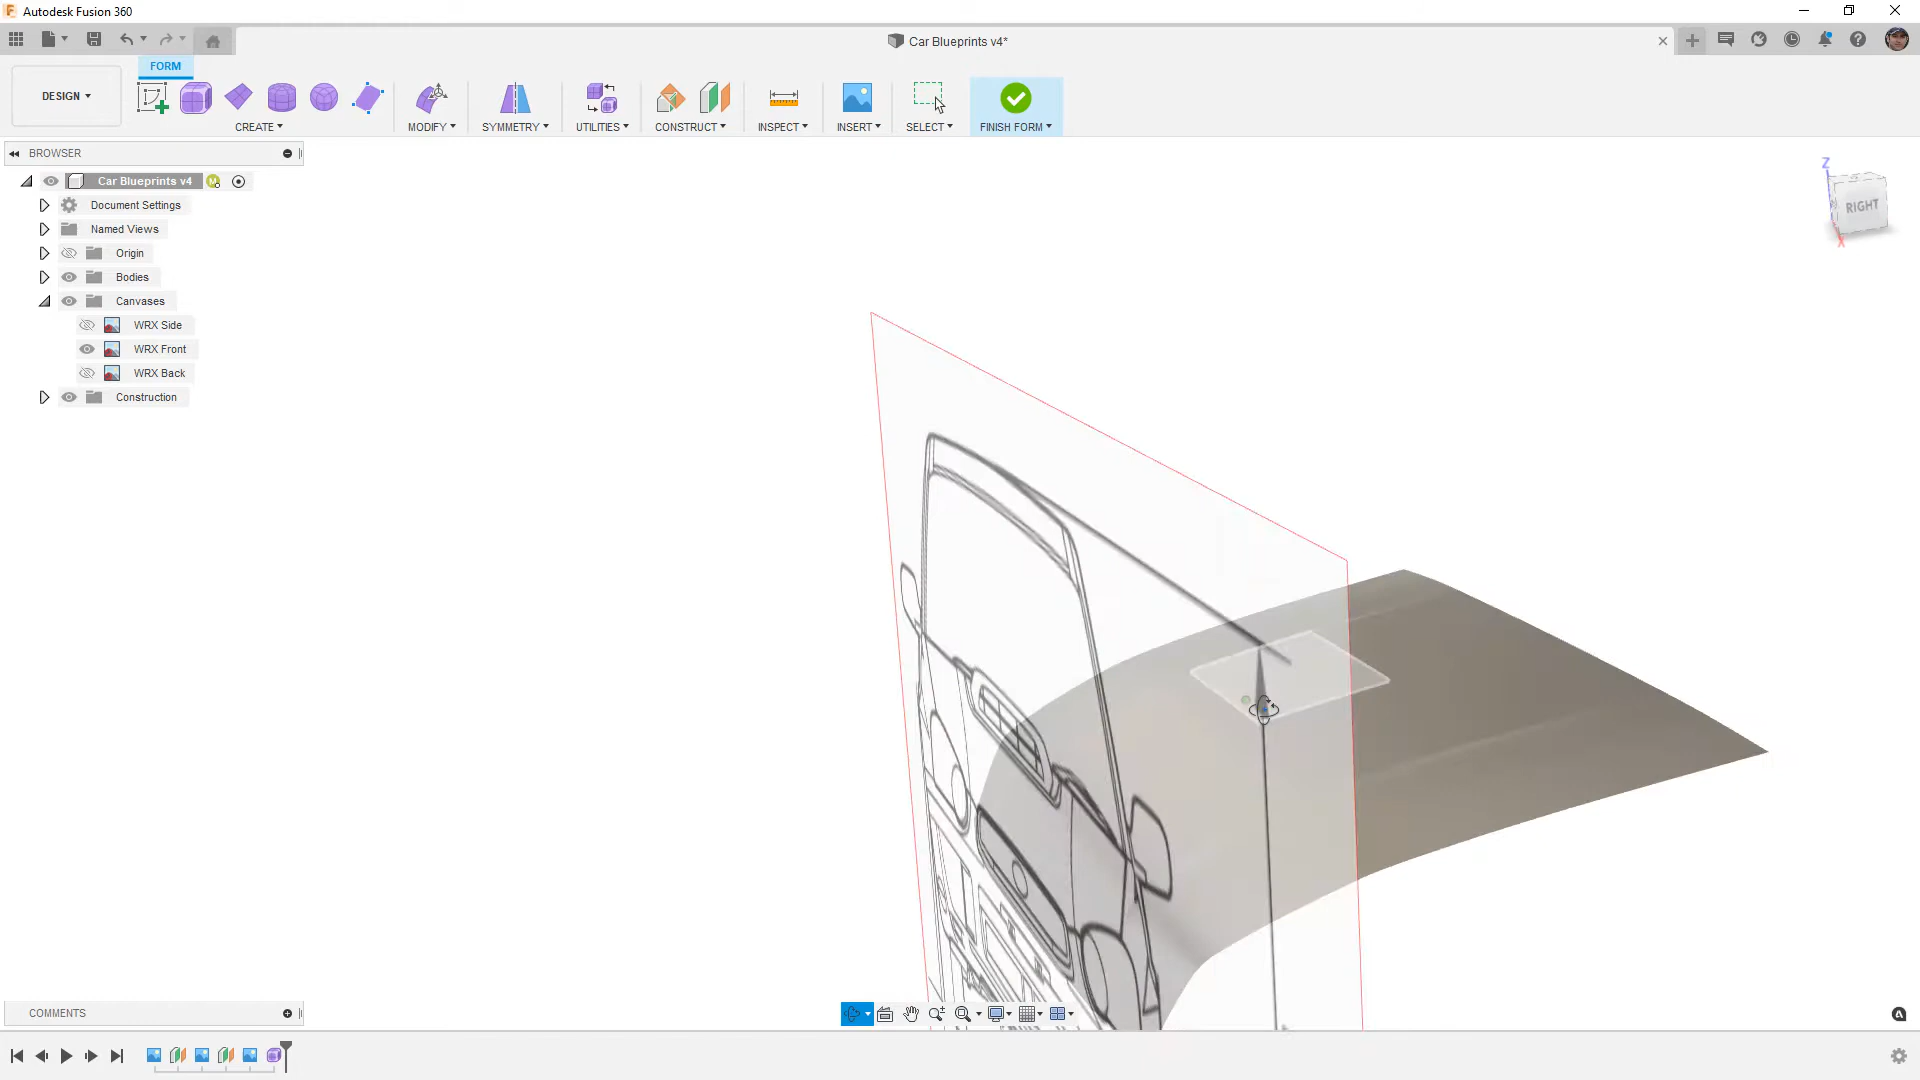 Autodesk Fusion 360
Car Blueprints v4*
FORM
DESIGN
CREATE
MODIFY
SYMMETRY
UTILITIES
CONSTRUCT
INSPECT
INSERT
SELECT
FINISH FORM
BROWSER
Car Blueprints v4
Document Settings
Named Views
Origin
Bodies
Canvases
WRX Side
WRX Front
WRX Back
Construction
Z
RIGHT
X
COMMENTS